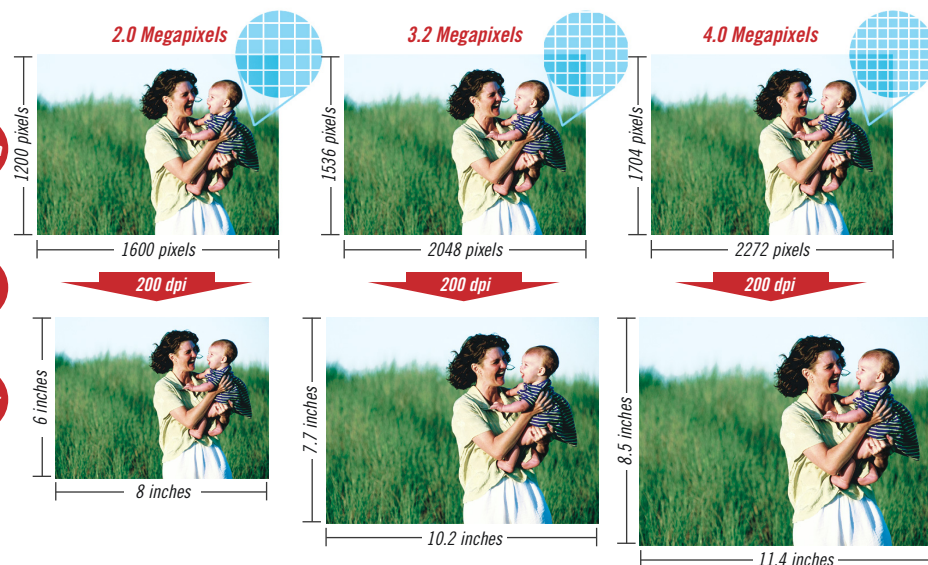 2.0 Megapixels
3.2 Megapixels
4.0 Megapixels
1200 pixels
1536 pixels
1704 pixels
1600 pixels
2048 pixels
2272 pixels
200 dpi
200 dpi
200 dpi
6 inches
7.7 inches
8.5 inches
8 inches
10.2 inches
11.4 inches